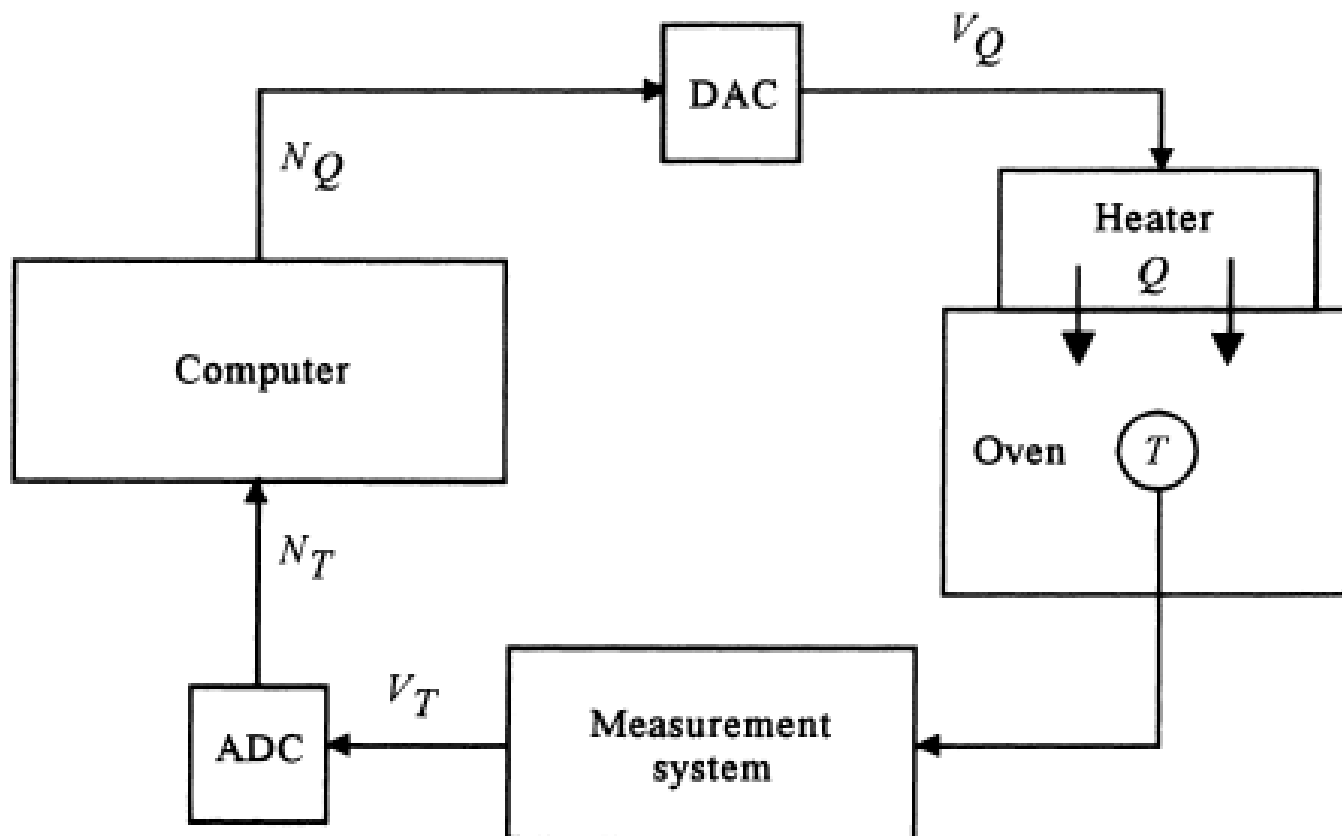 V_Q
DAC
N_Q
Heater
Q
Computer
Oven
T
N_T
V_T
Measurement
system
ADC